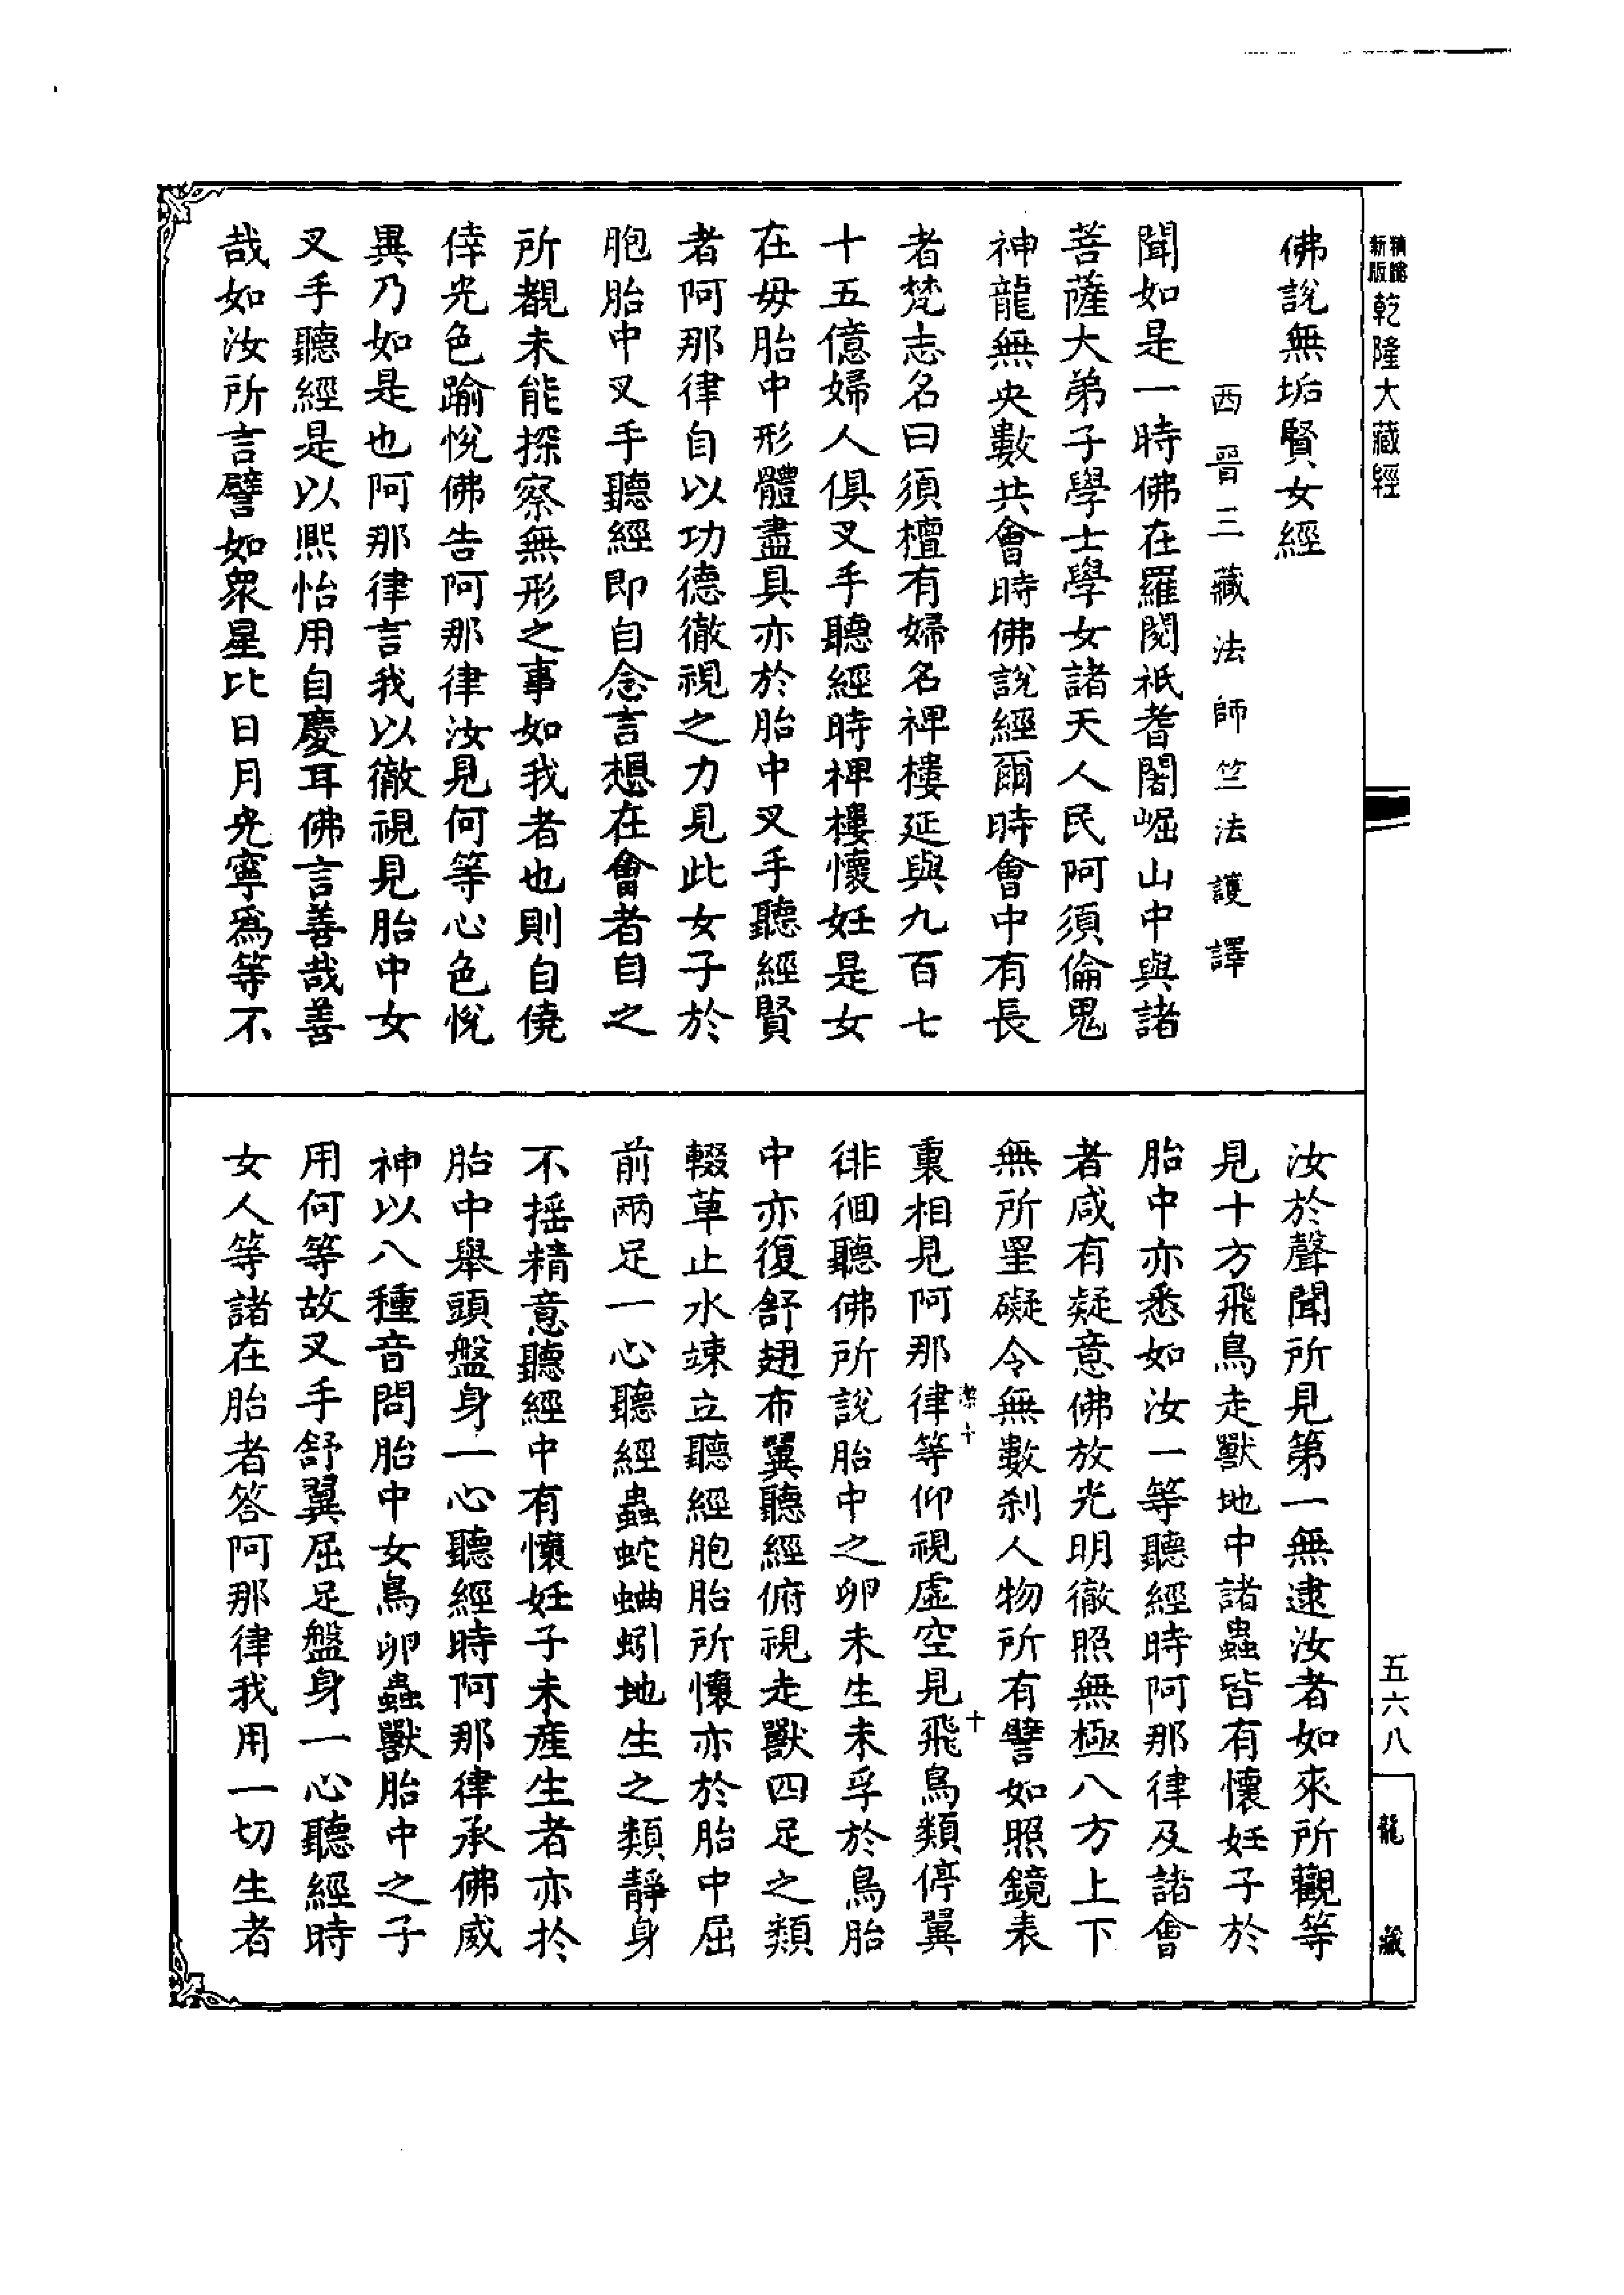 新版精縮乾隆大藏經
佛說無垢賢女經
西晉三藏法師竺法護譯
聞如是一時佛在羅閱祇耆闍崛山中與諸
菩薩大弟子學士學女諸天人民阿須倫鬼
神龍無央數共會時佛說經爾時會中有長
者梵志名曰須檀有婦名裨樓延與九百七
十五億婦人俱叉手聽經時裨樓懷妊是女
在母胎中形體盡具亦於胎中叉手聽經賢
者阿那律自以功德徹視之力見此女子於
胞胎中叉手聽經即自念言想在會者自之
所覩未能探察無形之事如我者也則自僥
倖光色踰悅佛告阿那律汝見何等心色悅
異乃如是也阿那律言我以徹視見胎中女
叉手聽經是以熙怡用自慶耳佛言善哉善
哉如汝所言譬如眾星比日月光寧爲等不
汝於聲聞所見第一無逮汝者如來所觀等
見十方飛鳥走獸地中諸蟲皆有懷妊子於
胎中亦悉如汝一等聽經時阿那律及諸會
者咸有疑意佛放光明徹照無極八方上下
無所罣礙令無數刹人物所有譬如照鏡表
裏相見阿那律等仰視虛空見飛鳥類停翼
徘徊聽佛所說胎中之卵未生未孚於鳥胎
中亦復舒翅布翼聽經俯視走獸四足之類
輟草止水竦立聽經胞胎所懷亦於胎中屈
前兩足一心聽經蟲蛇蛐蚓地生之類靜身
不搖精意聽經中有懷妊子未產生者亦於
胎中舉頭盤身一心聽經時阿那律承佛威
神以八種音問胎中女鳥卵蟲獸胎中之子
用何等故叉手舒翼屈足盤身一心聽經時
女人等諸在胎者答阿那律我用一切生者
十
五六八
龍藏